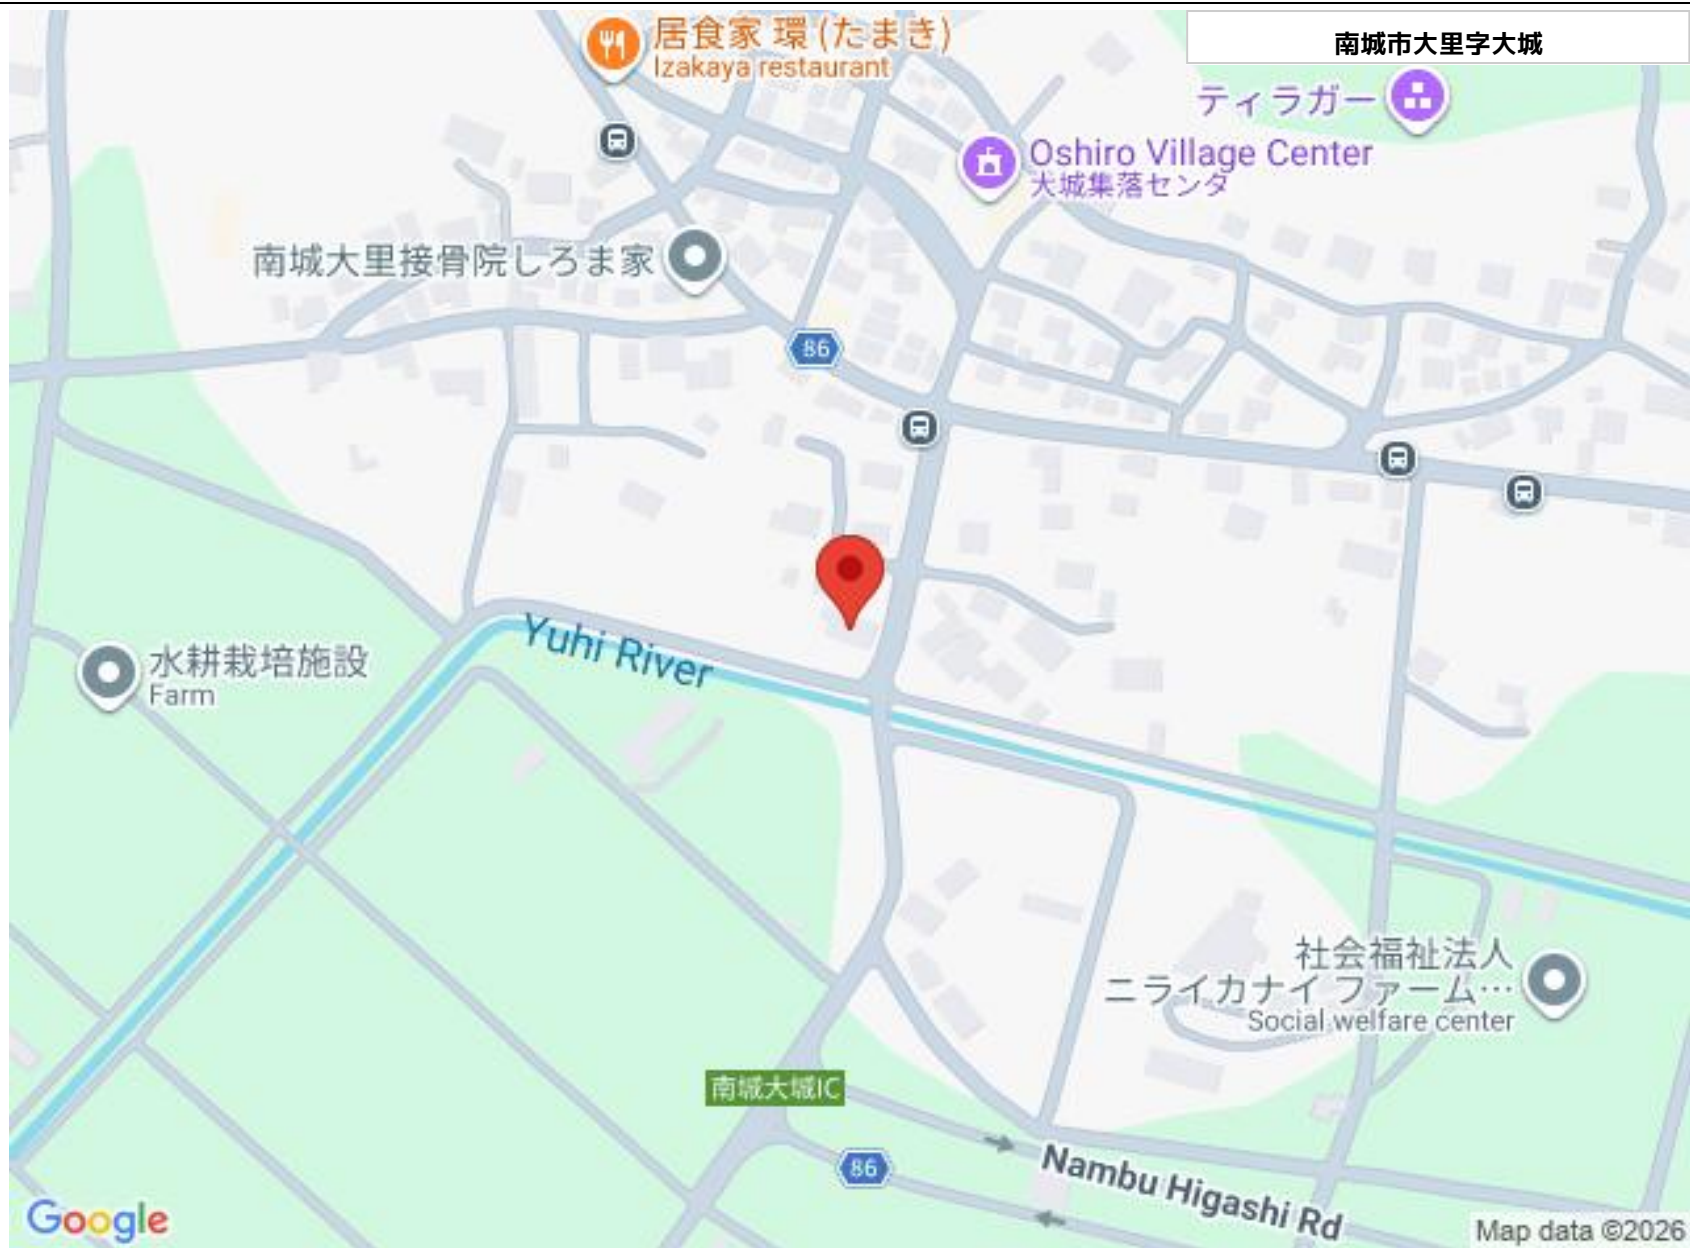 居食家 環 (たまき)
Izakaya restaurant
南城市大里字大城
ティラガー
Oshiro Village Center
大城集落センタ
南城大里接骨院しろま家
86
Yuhi River
水耕栽培施設
Farm
社会福祉法人
ニライカナイ ファーム…
Social welfare center
南城大城IC
86
Nambu Higashi Rd
Google
Map data ©2026